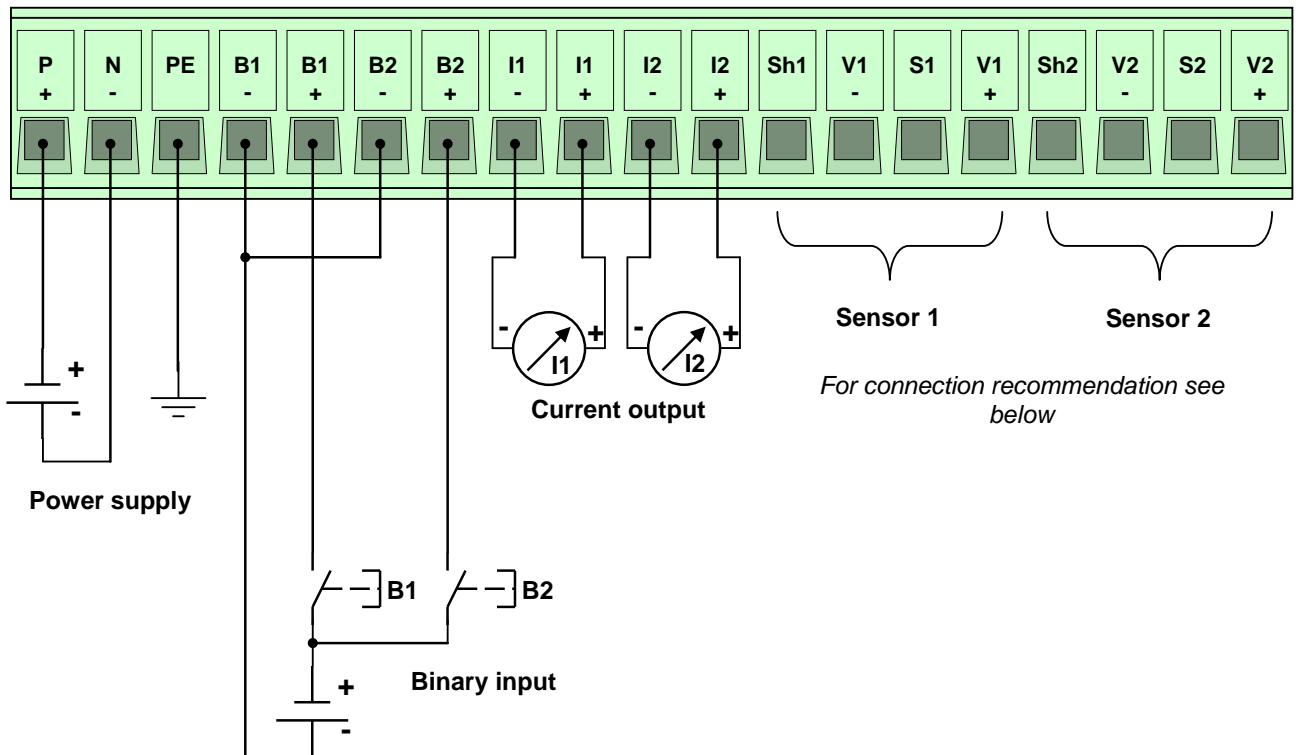 P N PE B1 B1 B2 B2 I1 I1 I2 I2 Sh1 V1 S1 V1 Sh2 V2 S2 V2
+ - - + - + - + - + - + - +
Sensor 1 Sensor 2
- + - +
I1 I2
For connection recommendation see
below
Current output
+
-
Power supply
B1 B2
Binary input
+
-